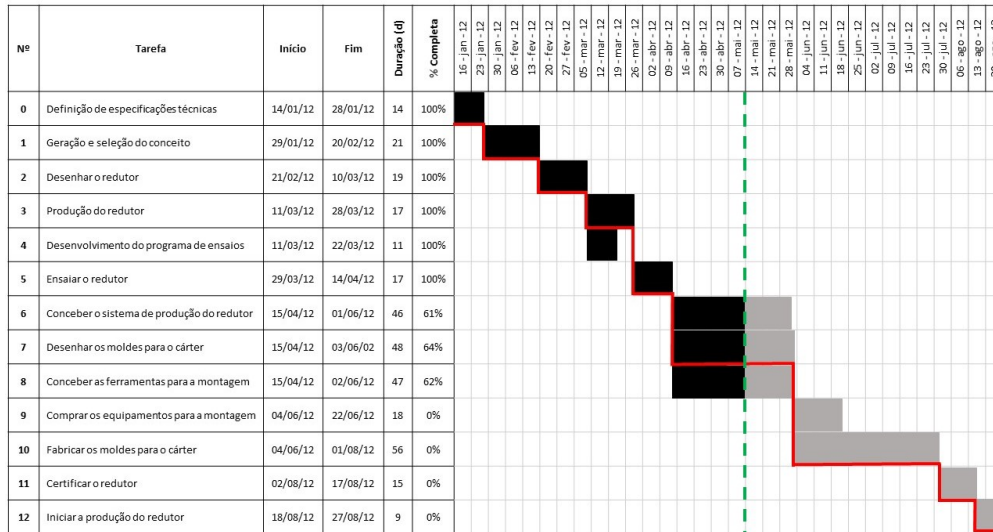 Nº Tarefa Início Fim Duração (d) % Completa 16 - jan - 12 23 - jan - 12 30 - jan - 12 06 - fev - 12 13 - fev - 12 20 - fev - 12 27 - fev - 12 05 - mar - 12 12 - mar - 12 19 - mar - 12 26 - mar - 12 02 - abr - 12 09 - abr - 12 16 - abr - 12 23 - abr - 12 30 - abr - 12 07 - mai - 12 14 - mai - 12 21 - mai - 12 28 - mai - 12 04 - jun - 12 11 - jun - 12 18 - jun - 12 25 - jun - 12 02 - jul - 12 09 - jul - 12 16 - jul - 12 23 - jul - 12 30 - jul - 12 06 - ago - 12 13 - ago - 12
0 Definição de especificações técnicas 14/01/12 28/01/12 14 100%
1 Geração e seleção do conceito 29/01/12 20/02/12 21 100%
2 Desenhar o redutor 21/02/12 10/03/12 19 100%
3 Produção do redutor 11/03/12 28/03/12 17 100%
4 Desenvolvimento do programa de ensaios 11/03/12 22/03/12 11 100%
5 Ensaiar o redutor 29/03/12 14/04/12 17 100%
6 Conceber o sistema de produção do redutor 15/04/12 01/06/12 46 61%
7 Desenhar os moldes para o cárter 15/04/12 03/06/02 48 64%
8 Conceber as ferramentas para a montagem 15/04/12 02/06/12 47 62%
9 Comprar os equipamentos para a montagem 04/06/12 22/06/12 18 0%
10 Fabricar os moldes para o cárter 04/06/12 01/08/12 56 0%
11 Certificar o redutor 02/08/12 17/08/12 15 0%
12 Iniciar a produção do redutor 18/08/12 27/08/12 9 0%